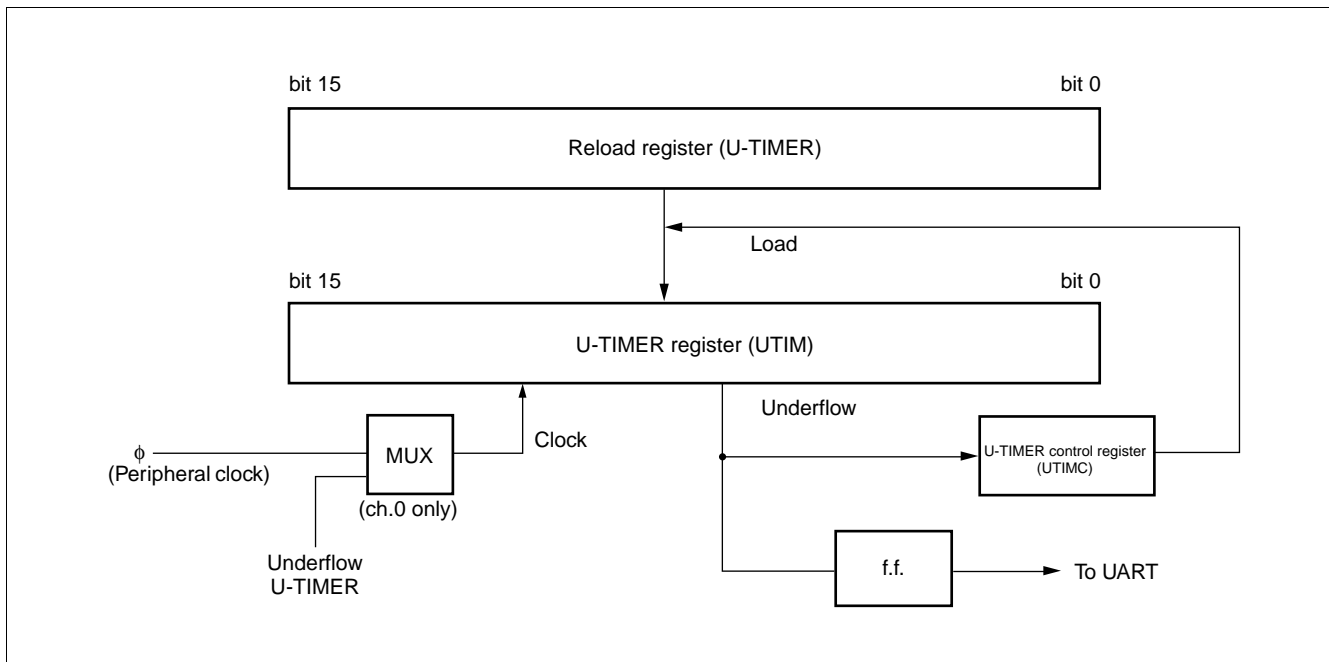 bit 15
bit 0
Reload register (U-TIMER)
Load
bit 15
bit 0
U-TIMER register (UTIM)
Underflow
Clock
MUX
(ch.0 only)
ϕ
(Peripheral clock)
Underflow
U-TIMER
U-TIMER control register
(UTIMC)
f.f.
To UART